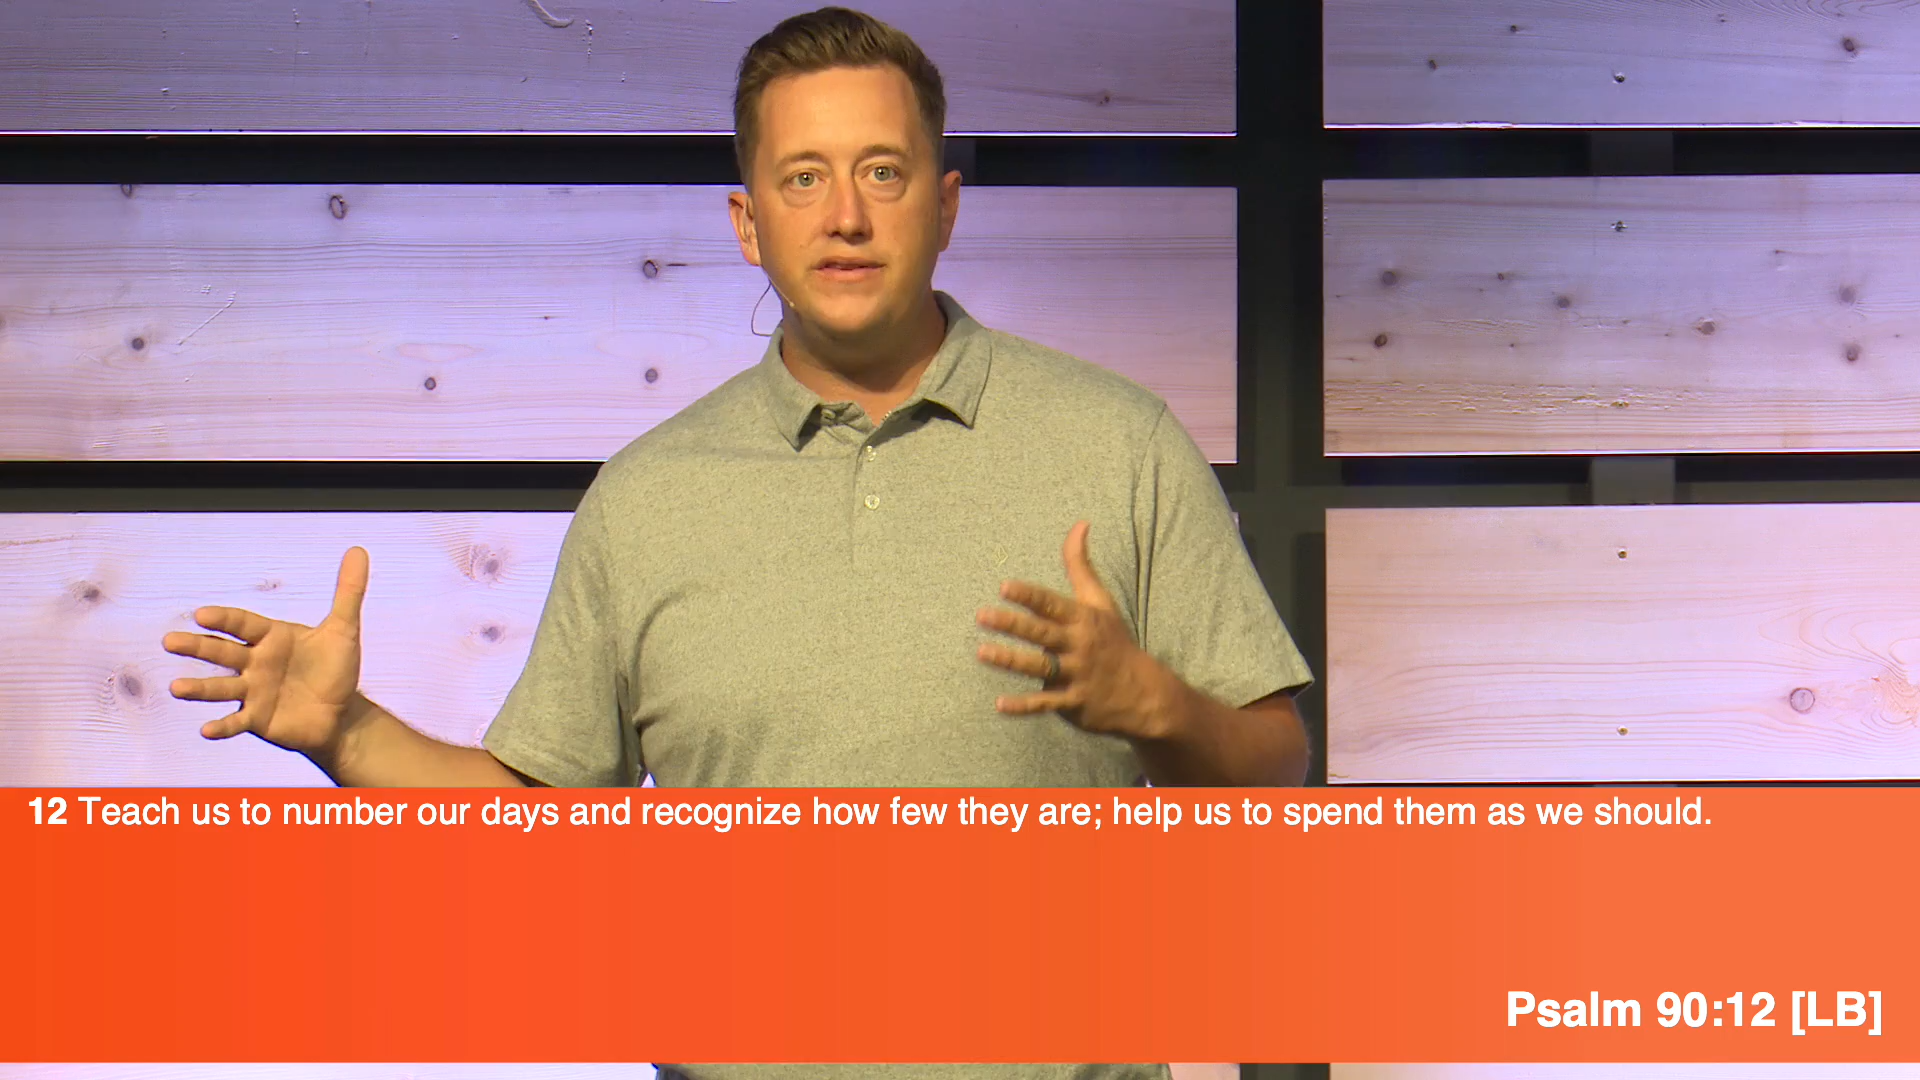 12 Teach us to number our days and recognize how few they are; help us to spend them as we should.
Psalm 90:12 [LB]